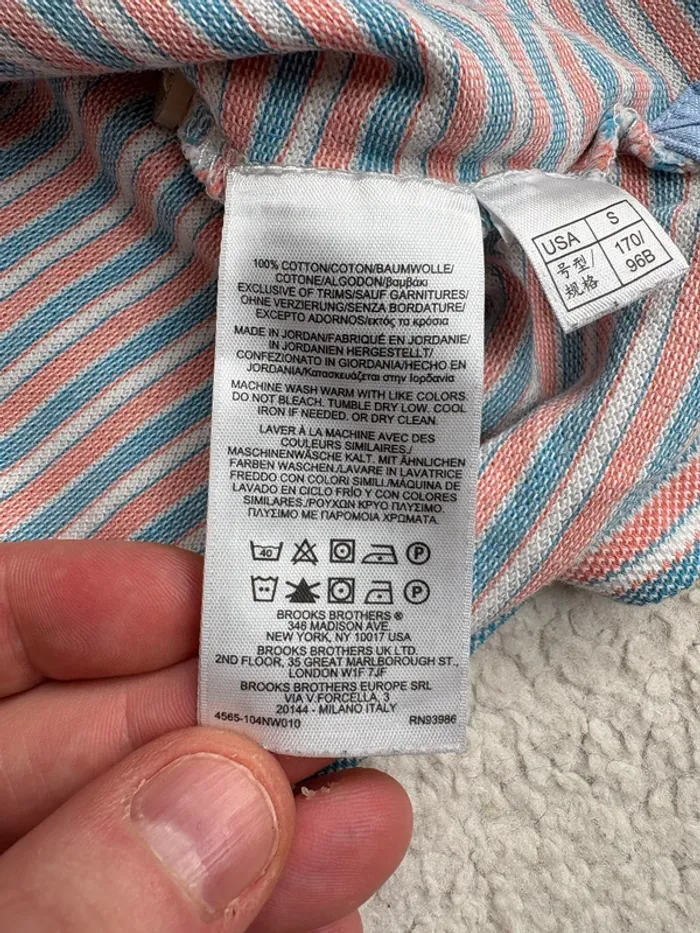 100% COTTON/COTON/BAUMWOLLE/
COTONE/ALGODON/βαμβάκι
EXCLUSIVE OF TRIMS/SAUF GARNITURES/
OHNE VERZIERUNG/SENZA BORDATURE/
EXCEPTO ADORNOS/εκτός τα κρόσια
MADE IN JORDAN/FABRIQUÉ EN JORDANIE/
IN JORDANIEN HERGESTELLT/
CONFEZIONATO IN GIORDANIA/HECHO EN
JORDANIA/Κατασκευάζεται στην Ιορδανία
MACHINE WASH WARM WITH LIKE COLORS.
DO NOT BLEACH. TUMBLE DRY LOW. COOL
IRON IF NEEDED. OR DRY CLEAN.
LAVER À LA MACHINE AVEC DES
COULEURS SIMILAIRES./
MASCHINENWÄSCHE KALT. MIT ÄHNLICHEN
FARBEN WASCHEN./LAVARE IN LAVATRICE
FREDDO CON COLORI SIMILI./MÁQUINA DE
LAVADO EN CICLO FRÍO Y CON COLORES
SIMILARES./ΡΟΥΧΩΝ ΚΡΥΟ ΠΛΥΣΙΜΟ.
ΠΛΥΣΙΜΟ ΜΕ ΠΑΡΟΜΟΙΑ ΧΡΩΜΑΤΑ.
40 P
P
BROOKS BROTHERS ®
346 MADISON AVE.
NEW YORK, NY 10017 USA
BROOKS BROTHERS UK LTD.
2ND FLOOR, 35 GREAT MARLBOROUGH ST.,
LONDON W1F 7JF
BROOKS BROTHERS EUROPE SRL
VIA V.FORCELLA, 3
20144 - MILANO ITALY
4565-104NW010 RN93986
USA S
号型/规格 170/96B